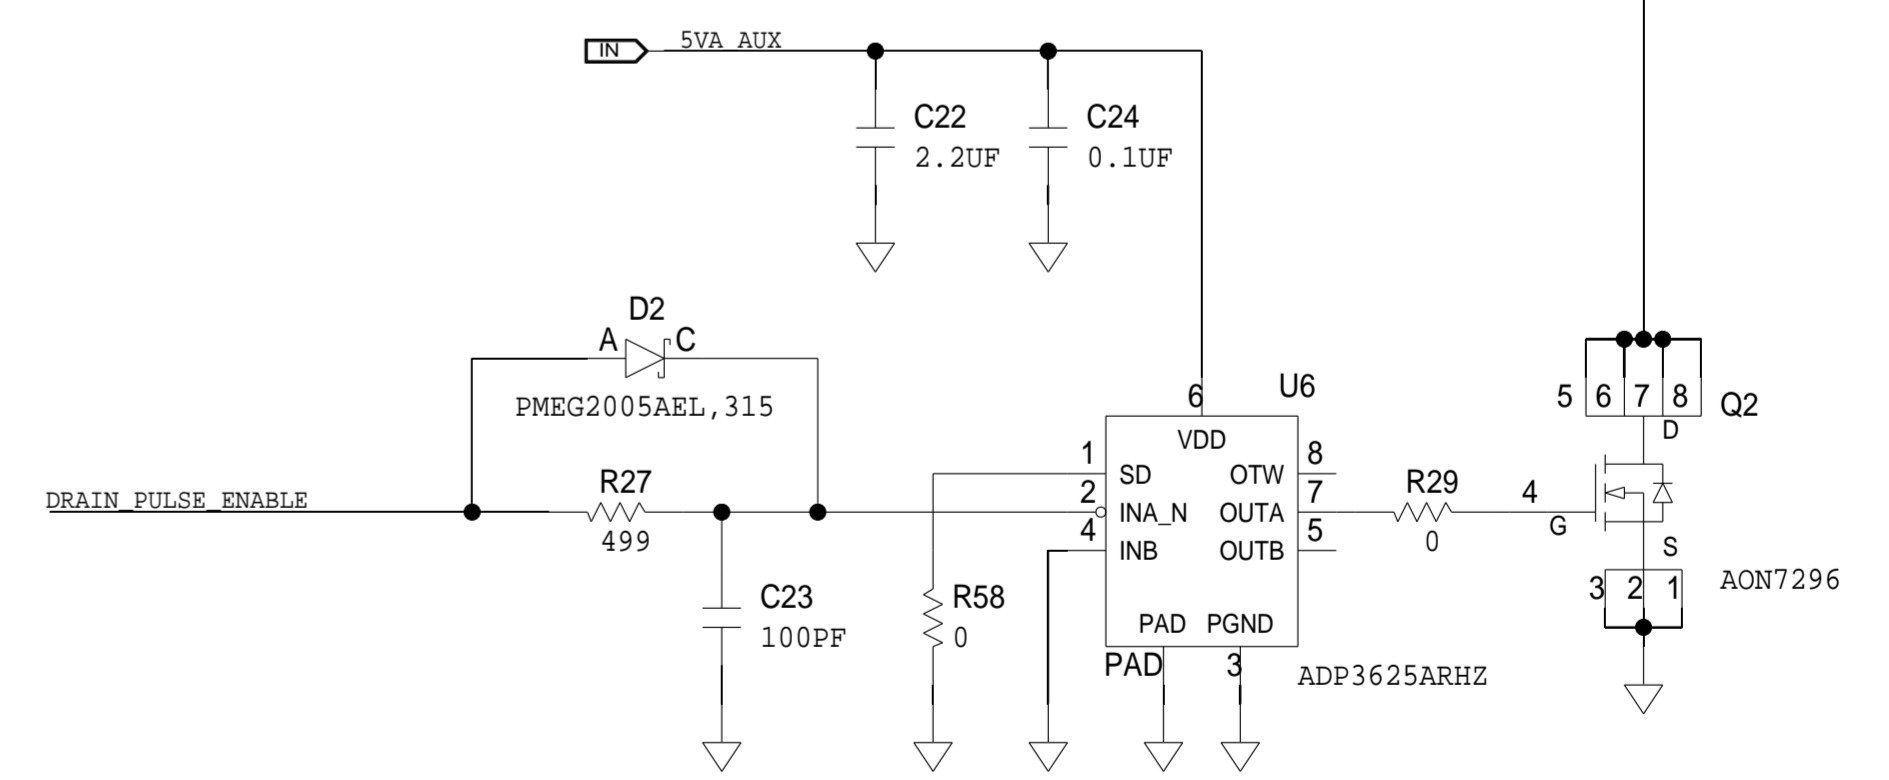 IN 5VA_AUX
C22
2.2UF
C24
0.1UF
D2
A C
PMEG2005AEL,315
DRAIN_PULSE_ENABLE
R27
499
C23
100PF
R58
0
U6
6
VDD
1 SD
2 INA_N
4 INB
OTW 8
OUTA 7
OUTB 5
PAD PGND
PAD 3
ADP3625ARHZ
R29
0
5 6 7 8
Q2
D
4
G
S
3 2 1
AON7296